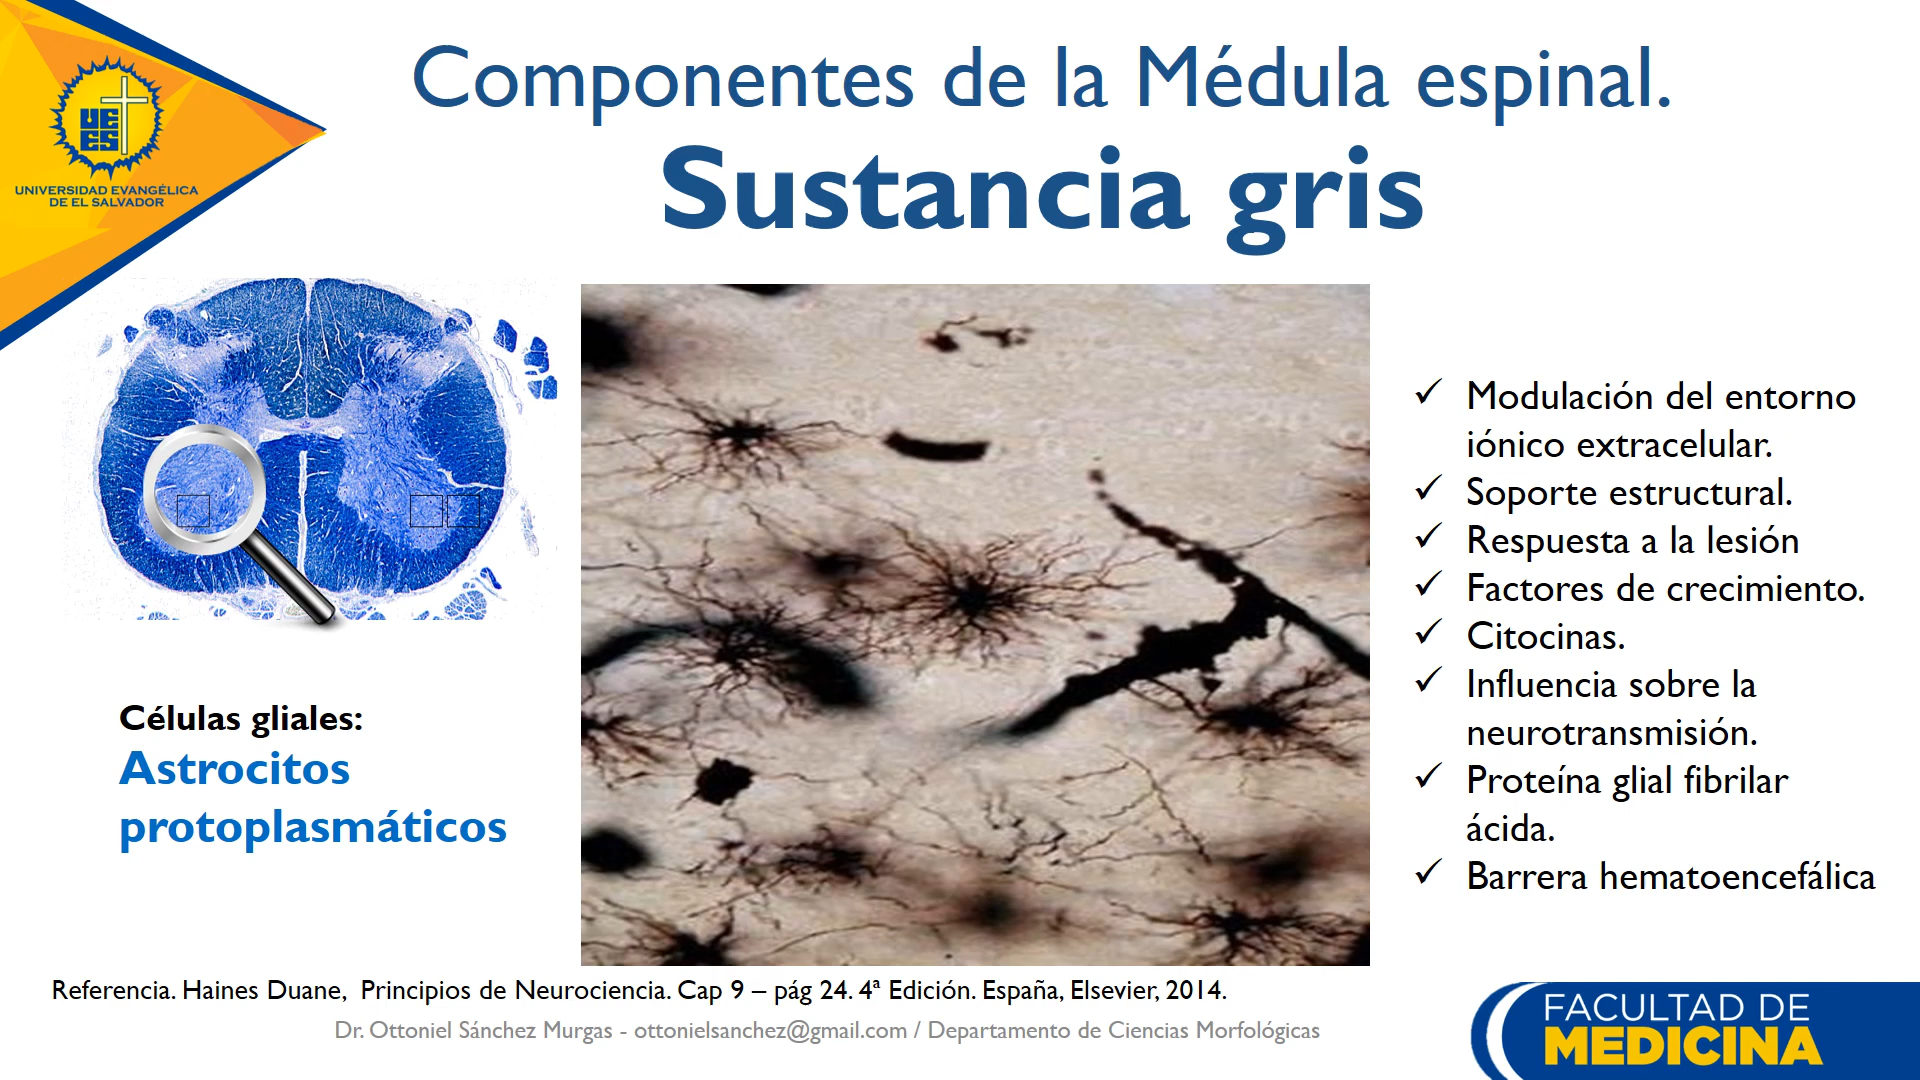 UE
ES
UNIVERSIDAD EVANGÉLICA
DE EL SALVADOR
Componentes de la Médula espinal.
Sustancia gris
Células gliales:
Astrocitos
protoplasmáticos
✓ Modulación del entorno
iónico extracelular.
✓ Soporte estructural.
✓ Respuesta a la lesión
✓ Factores de crecimiento.
✓ Citocinas.
✓ Influencia sobre la
neurotransmisión.
✓ Proteína glial fibrilar
ácida.
✓ Barrera hematoencefálica
Referencia. Haines Duane, Principios de Neurociencia. Cap 9 – pág 24. 4ª Edición. España, Elsevier, 2014.
Dr. Ottoniel Sánchez Murgas - ottonielsanchez@gmail.com / Departamento de Ciencias Morfológicas
FACULTAD DE
MEDICINA